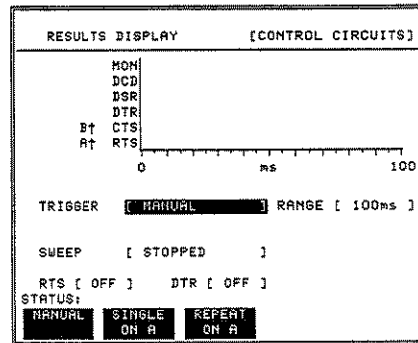 RESULTS DISPLAY [CONTROL CIRCUITS]
MON
DCD
DSR
DTR
B↑ CTS
A↑ RTS
0 ms 100
TRIGGER [ MANUAL ] RANGE [ 100ms ]
SWEEP [ STOPPED ]
RTS [ OFF ] DTR [ OFF ]
STATUS:
MANUAL SINGLE REPEAT
ON A ON A